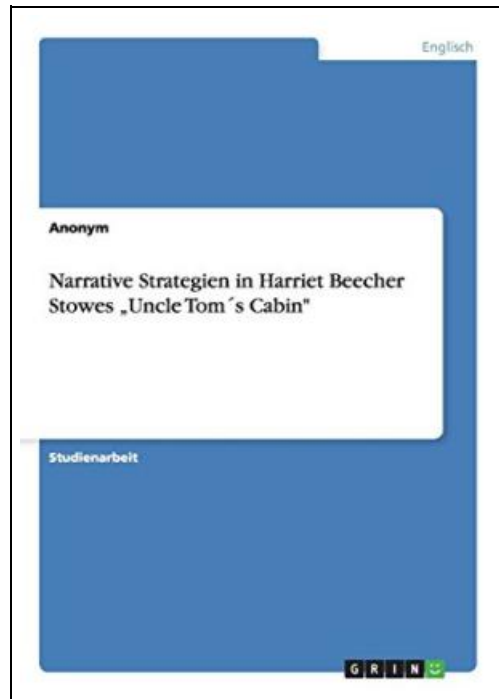 Englisch
Anonym
Narrative Strategien in Harriet Beecher
Stowes „Uncle Tom´s Cabin"
Studienarbeit
GRIN